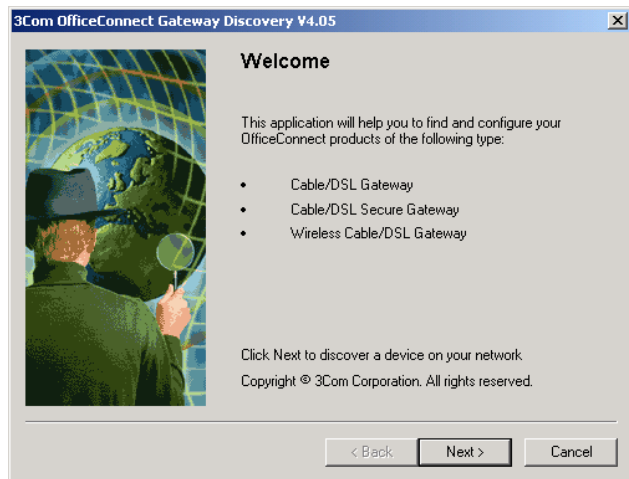 3Com OfficeConnect Gateway Discovery V4.05
Welcome
This application will help you to find and configure your
OfficeConnect products of the following type:
• Cable/DSL Gateway
• Cable/DSL Secure Gateway
• Wireless Cable/DSL Gateway
Click Next to discover a device on your network
Copyright © 3Com Corporation. All rights reserved.
< Back Next > Cancel